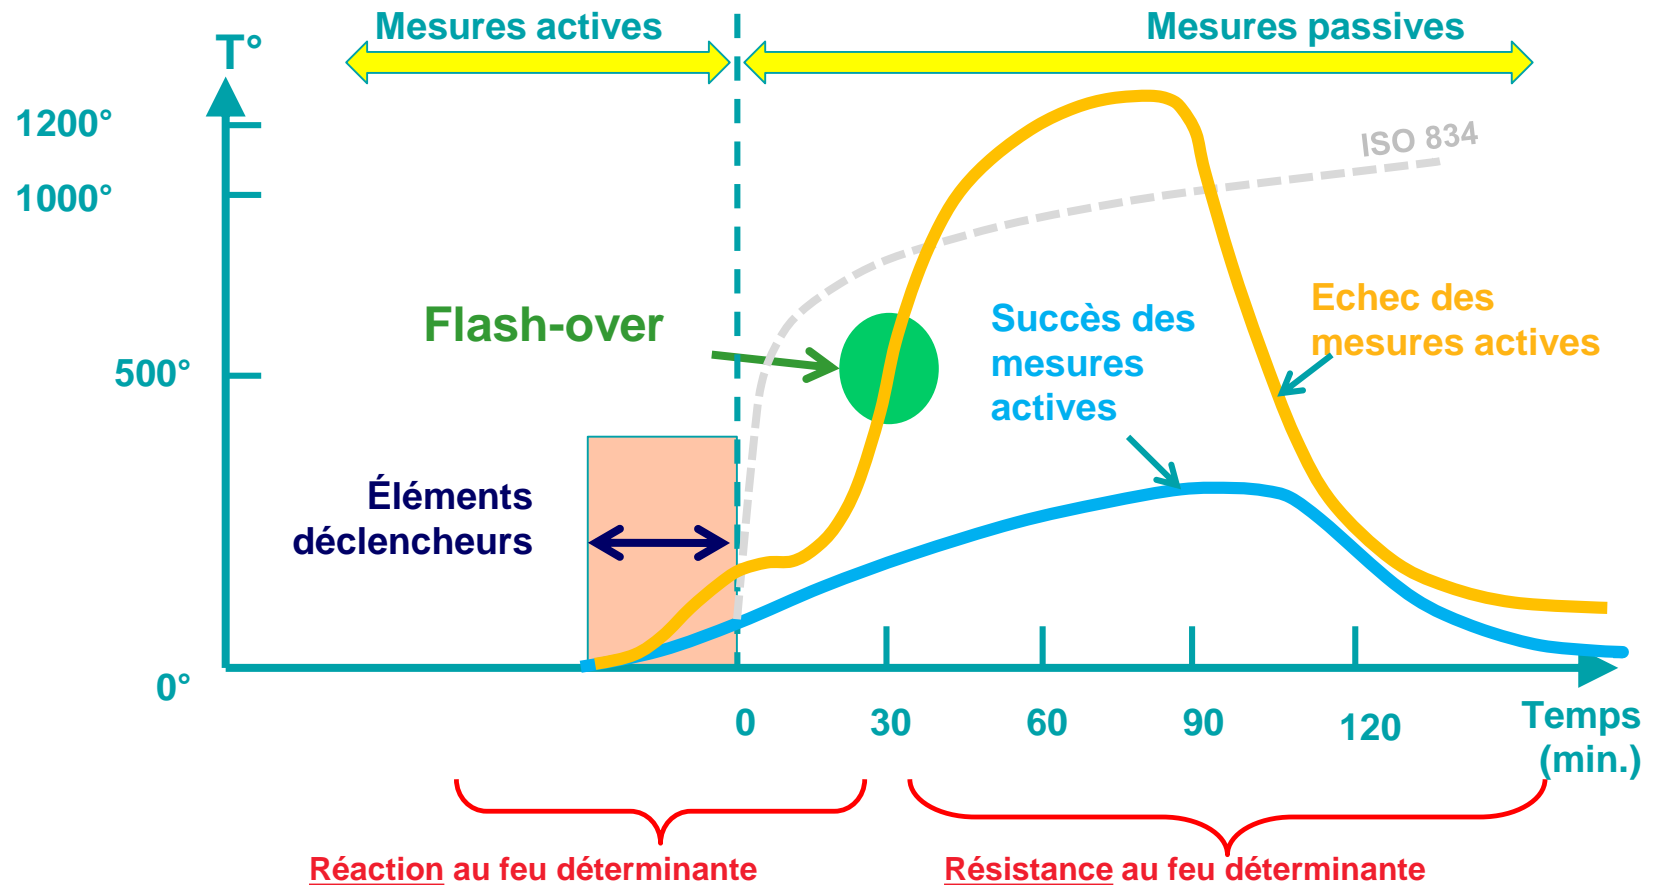 Mesures actives
Mesures passives
T°
1200°
1000°
500°
0°
ISO 834
Flash-over
Succès des
mesures
actives
Echec des
mesures actives
Éléments
déclencheurs
0
30
60
90
120
Temps
(min.)
Réaction au feu déterminante
Résistance au feu déterminante